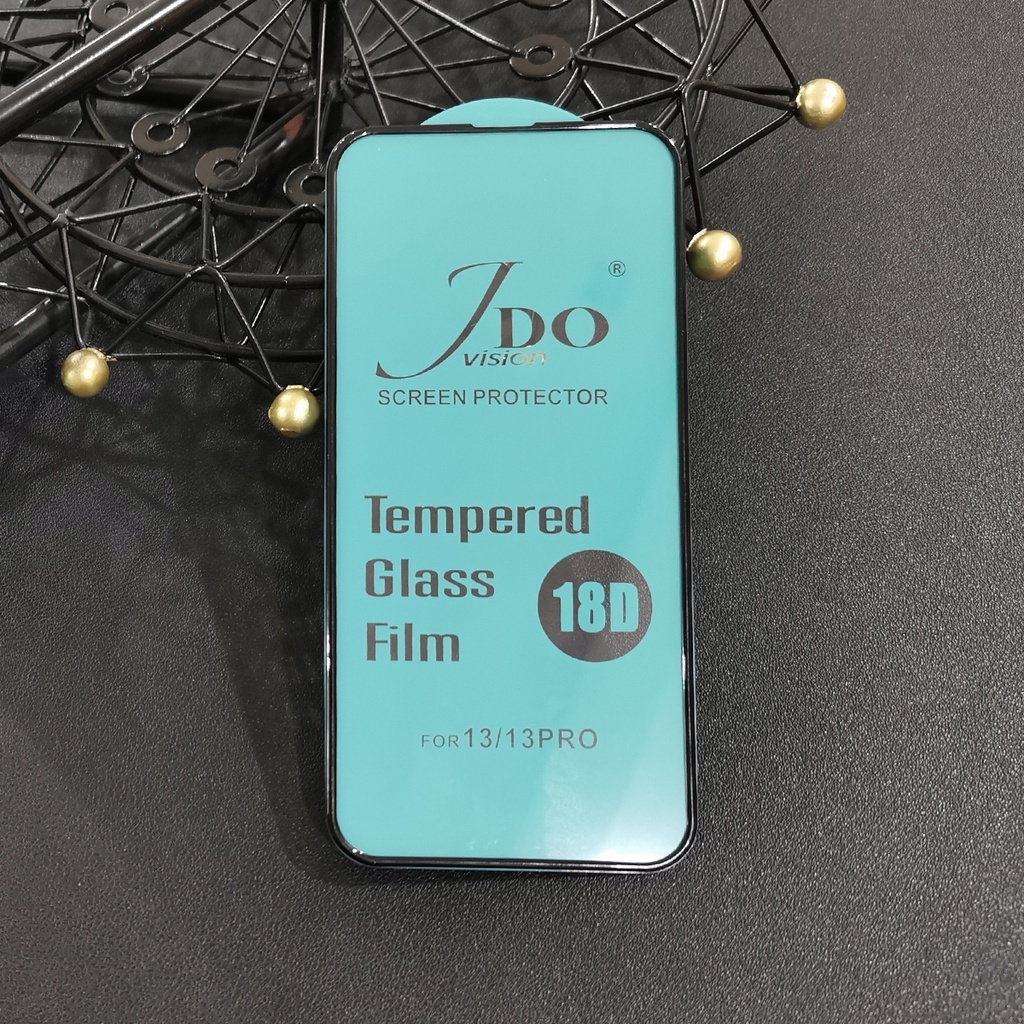 JDO ®
vision
SCREEN PROTECTOR
Tempered
Glass
Film
18D
FOR 13/13PRO